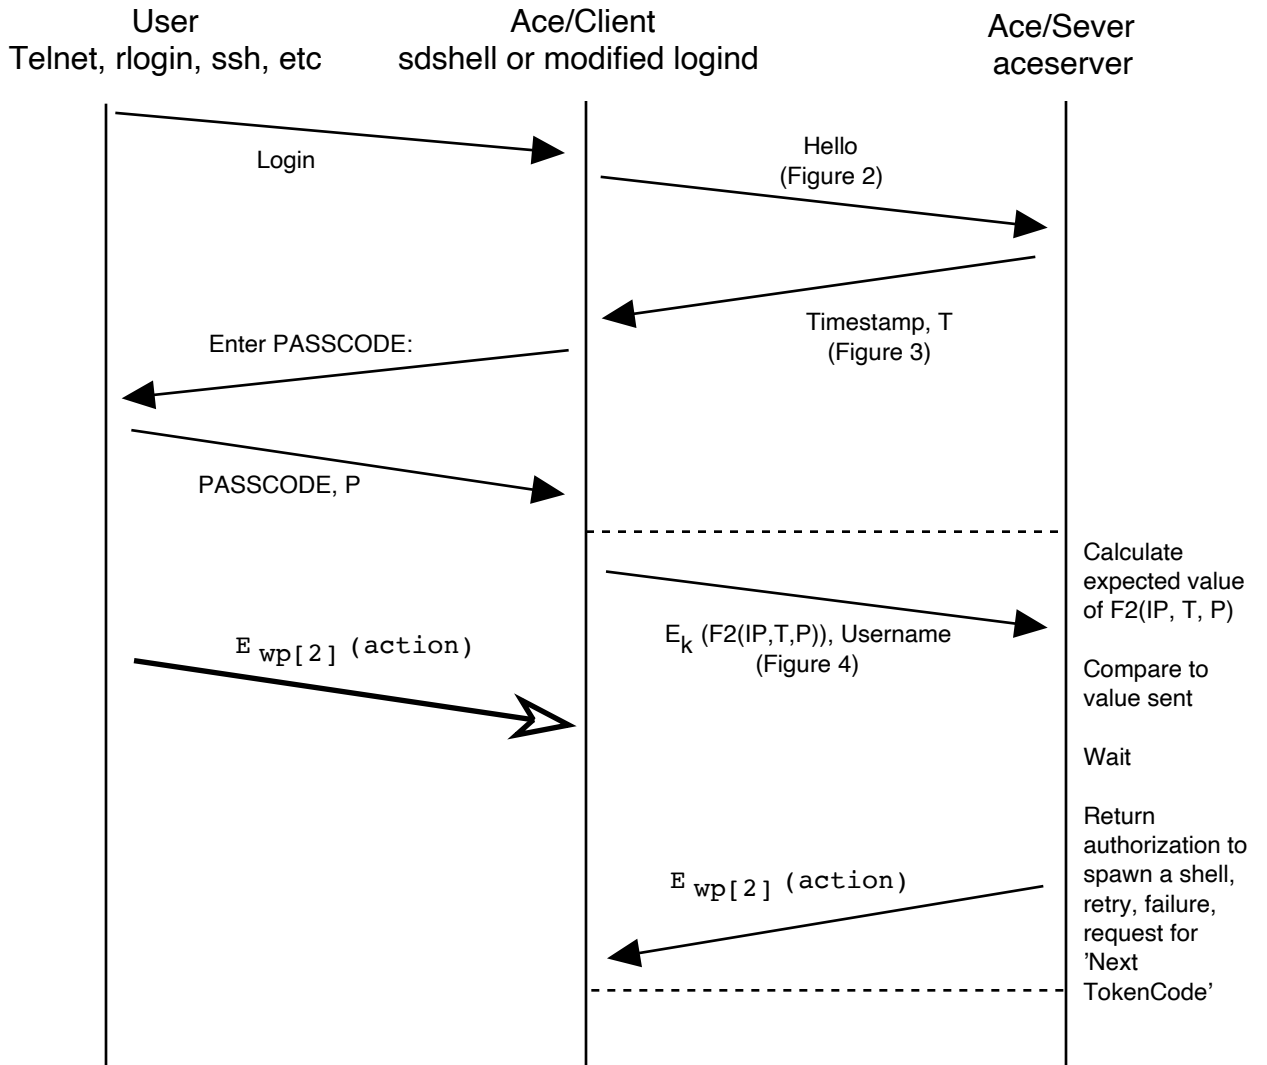 User
Telnet, rlogin, ssh, etc
Ace/Client
sdshell or modified logind
Ace/Sever
aceserver
Login
Hello
(Figure 2)
Timestamp, T
(Figure 3)
Enter PASSCODE:
PASSCODE, P
Calculate
expected value
of F2(IP, T, P)
E wp[2] (action)
Ek (F2(IP,T,P)), Username
(Figure 4)
Compare to
value sent
Wait
Return
authorization to
spawn a shell,
retry, failure,
request for
’Next
TokenCode’
E wp[2] (action)